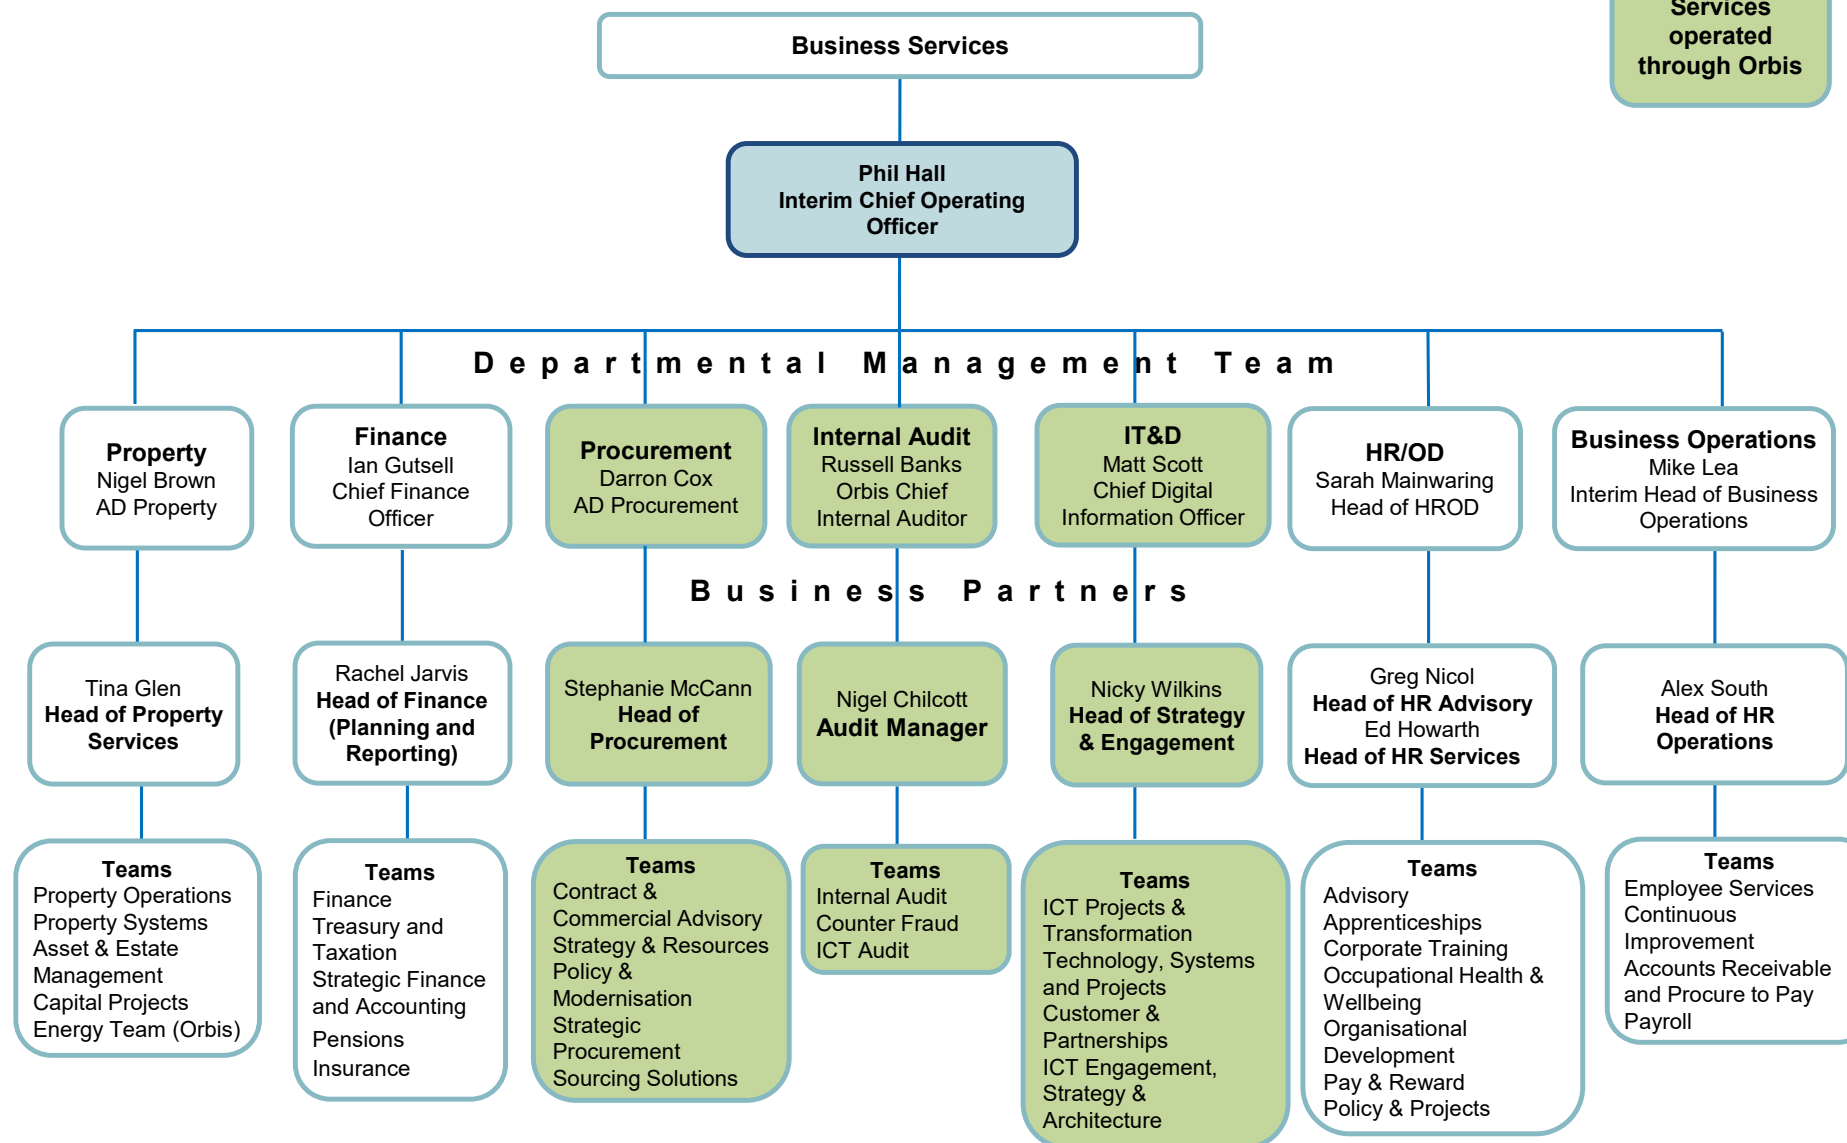 Services
operated
through Orbis
Business Services
Phil Hall
Interim Chief Operating
Officer
Departmental Management Team
Property
Nigel Brown
AD Property
Finance
Ian Gutsell
Chief Finance
Officer
Procurement
Darron Cox
AD Procurement
Internal Audit
Russell Banks
Orbis Chief
Internal Auditor
IT&D
Matt Scott
Chief Digital
Information Officer
HR/OD
Sarah Mainwaring
Head of HROD
Business Operations
Mike Lea
Interim Head of Business
Operations
Business Partners
Tina Glen
Head of Property
Services
Rachel Jarvis
Head of Finance
(Planning and
Reporting)
Stephanie McCann
Head of
Procurement
Nigel Chilcott
Audit Manager
Nicky Wilkins
Head of Strategy
& Engagement
Greg Nicol
Head of HR Advisory
Ed Howarth
Head of HR Services
Alex South
Head of HR
Operations
Teams
Property Operations
Property Systems
Asset & Estate
Management
Capital Projects
Energy Team (Orbis)
Teams
Finance
Treasury and
Taxation
Strategic Finance
and Accounting
Pensions
Insurance
Teams
Contract &
Commercial Advisory
Strategy & Resources
Policy &
Modernisation
Strategic
Procurement
Sourcing Solutions
Teams
Internal Audit
Counter Fraud
ICT Audit
Teams
ICT Projects &
Transformation
Technology, Systems
and Projects
Customer &
Partnerships
ICT Engagement,
Strategy &
Architecture
Teams
Advisory
Apprenticeships
Corporate Training
Occupational Health &
Wellbeing
Organisational
Development
Pay & Reward
Policy & Projects
Teams
Employee Services
Continuous
Improvement
Accounts Receivable
and Procure to Pay
Payroll